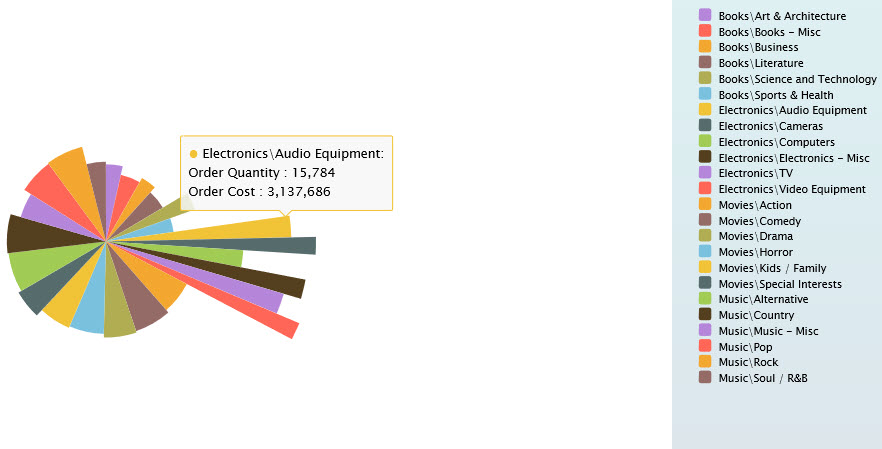 Electronics\Audio Equipment:
Order Quantity : 15,784
Order Cost : 3,137,686
Books\Art & Architecture
Books\Books - Misc
Books\Business
Books\Literature
Books\Science and Technology
Books\Sports & Health
Electronics\Audio Equipment
Electronics\Cameras
Electronics\Computers
Electronics\Electronics - Misc
Electronics\TV
Electronics\Video Equipment
Movies\Action
Movies\Comedy
Movies\Drama
Movies\Horror
Movies\Kids / Family
Movies\Special Interests
Music\Alternative
Music\Country
Music\Music - Misc
Music\Pop
Music\Rock
Music\Soul / R&B